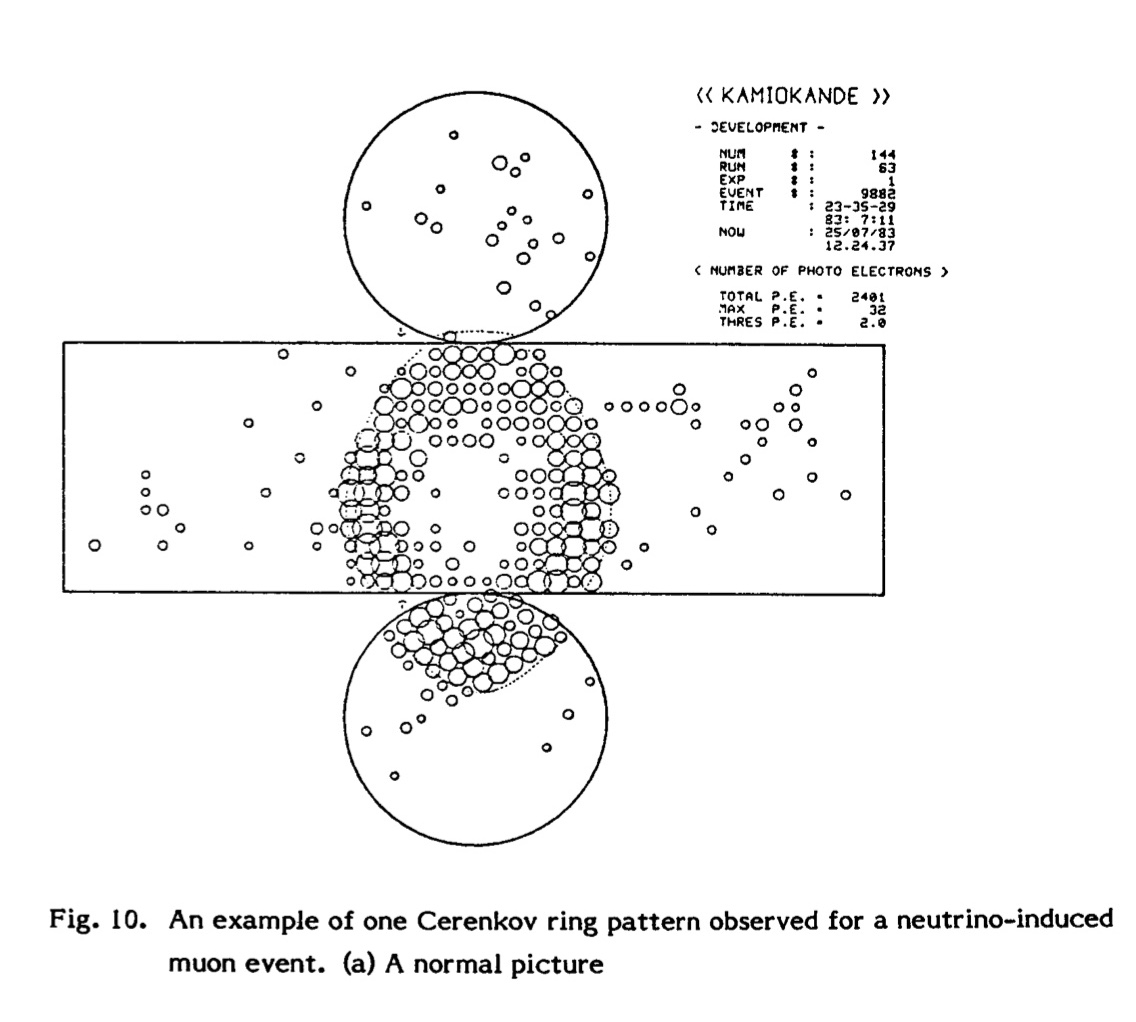 << KAMIOKANDE >>
- DEVELOPMENT -
NUM # : 144
RUN # : 63
EXP # : 1
EVENT # : 9882
TIME : 23-35-29
83: 7:11
NOW : 25/07/83
12.24.37
< NUMBER OF PHOTO ELECTRONS >
TOTAL P.E. = 2401
MAX P.E. = 32
THRES P.E. = 2.0
Fig. 10. An example of one Cerenkov ring pattern observed for a neutrino-induced
muon event. (a) A normal picture